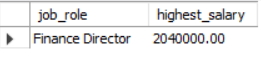 job_role highest_salary
Finance Director 2040000.00